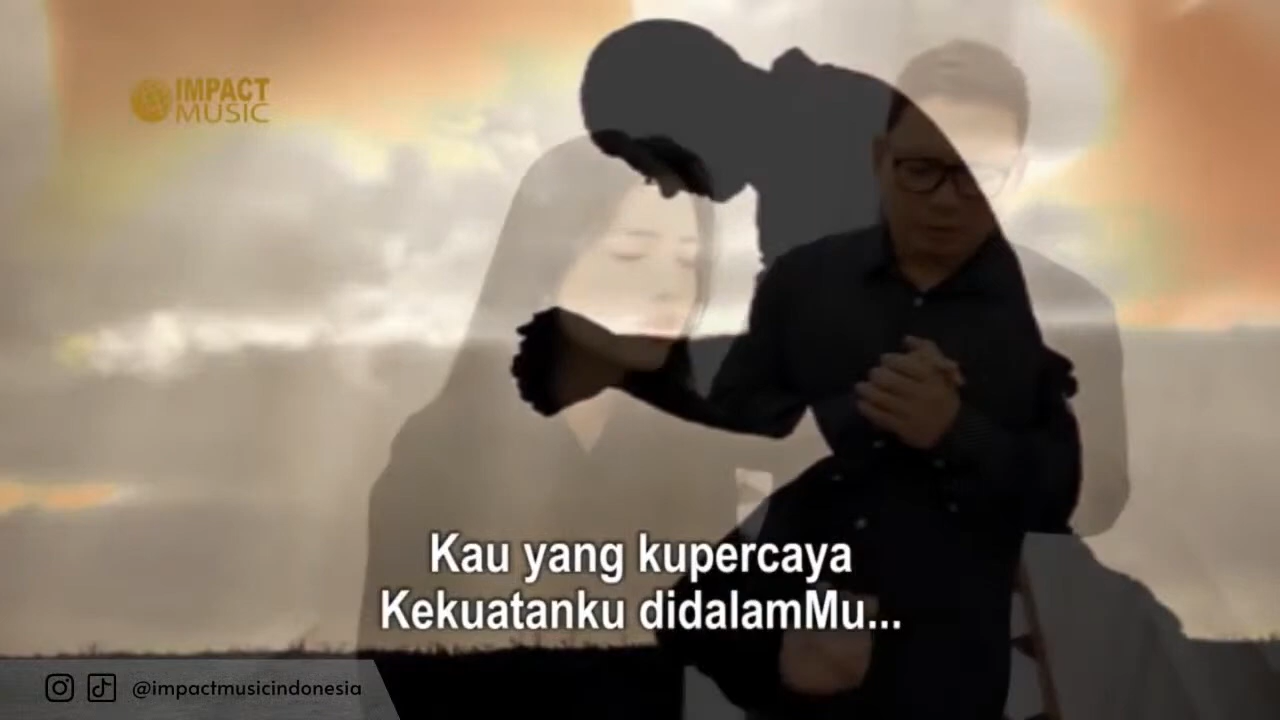 IMPACT
MUSIC
Kau yang kupercaya
Kekuatanku didalamMu...
@impactmusicindonesia